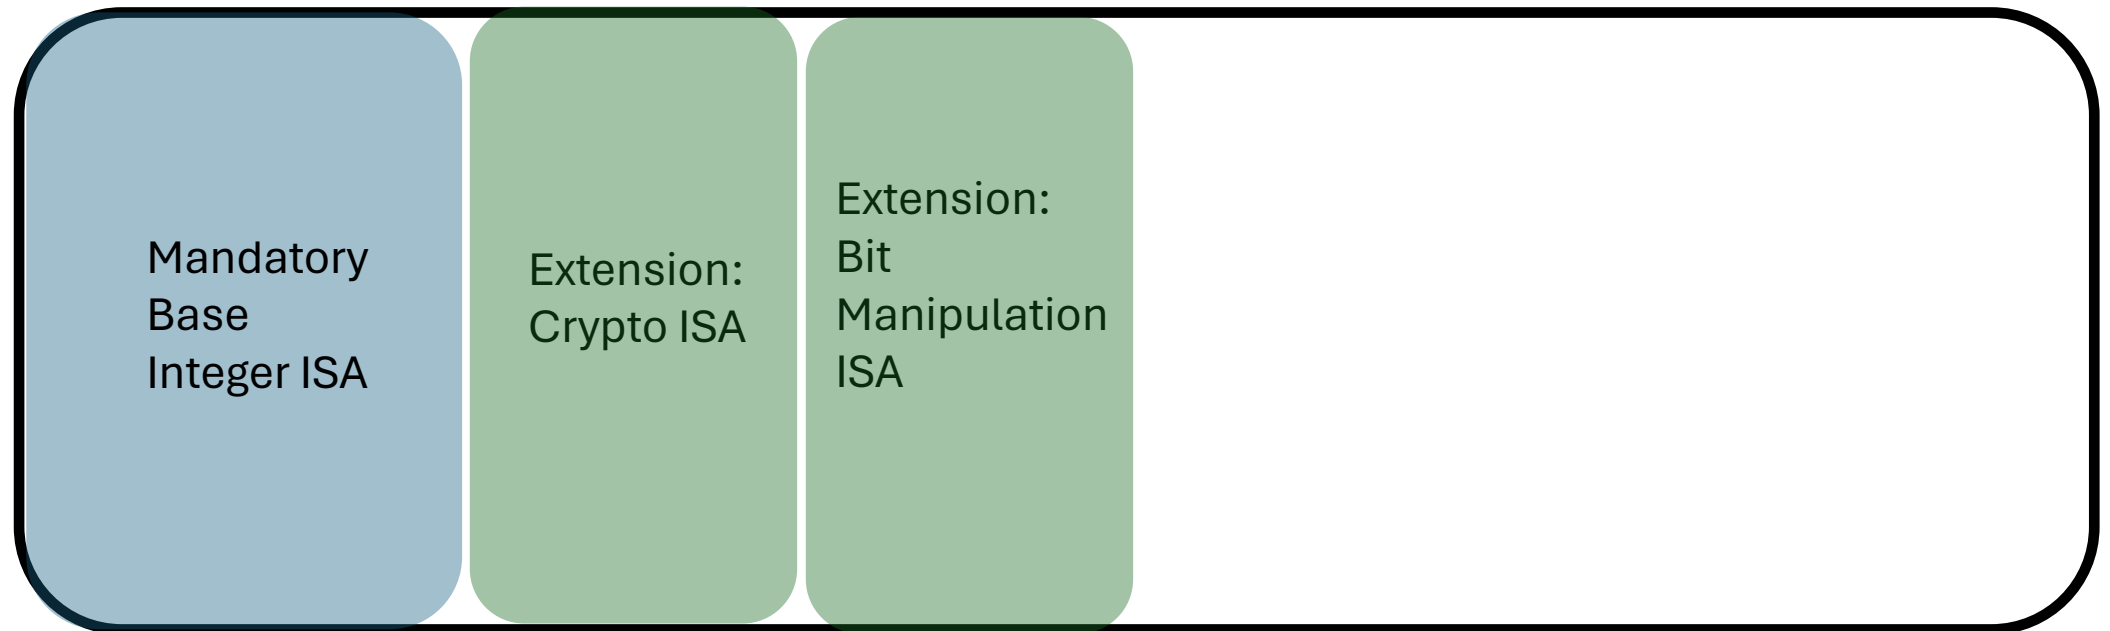 Mandatory
Base
Integer ISA
Extension:
Crypto ISA
Extension:
Bit
Manipulation
ISA